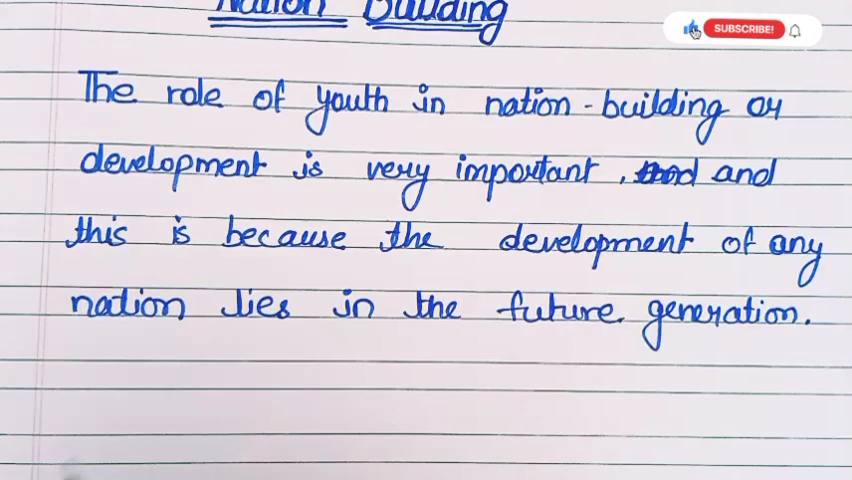 Nation Building
SUBSCRIBE!
The role of youth in nation-building or
development is very important, and
this is because the development of any
nation lies in the future generation.